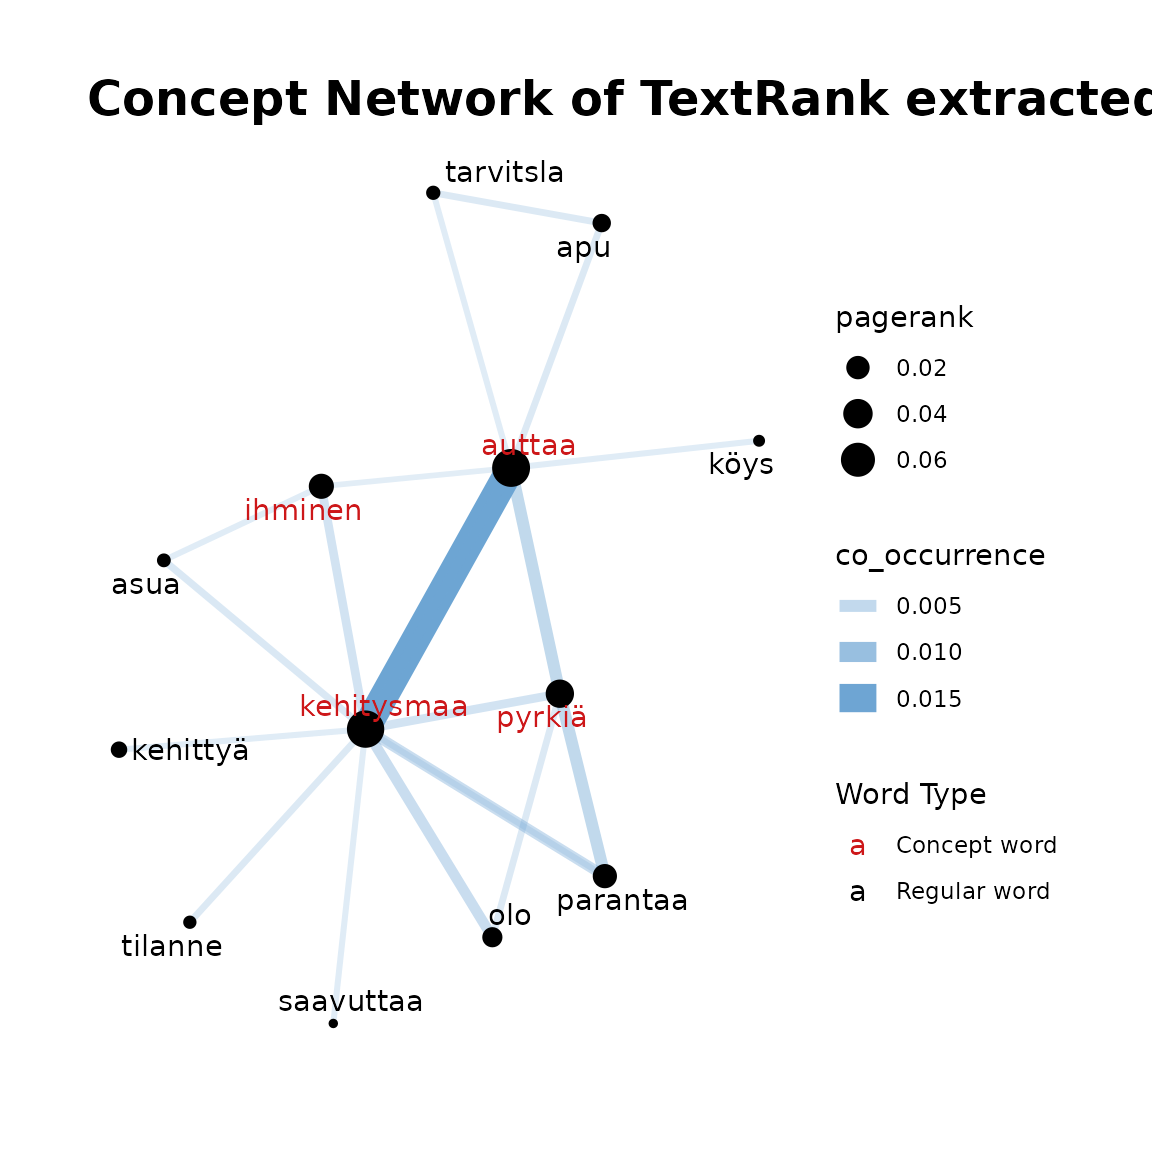 Concept Network of TextRank extracted
tarvitsla
apu
auttaa
köys
ihminen
asua
kehitysmaa
pyrkiä
kehittyä
parantaa
olo
tilanne
saavuttaa
pagerank
0.02
0.04
0.06
co_occurrence
0.005
0.010
0.015
Word Type
a Concept word
a Regular word